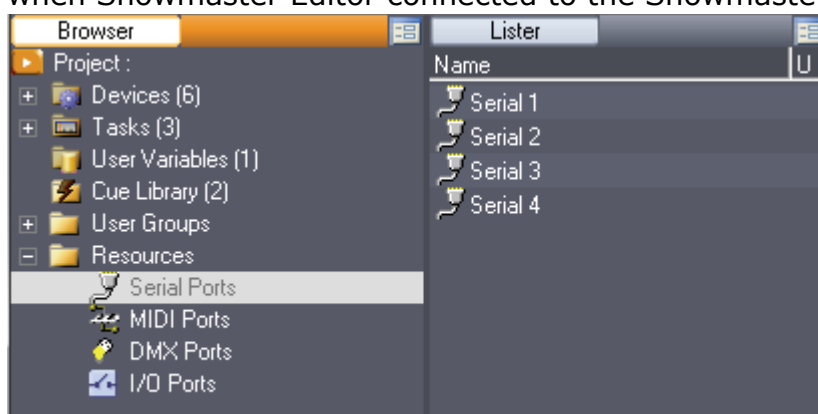 when Showmaster Editor connected to the Showmaste
Browser
Project :
Devices (6)
Tasks (3)
User Variables (1)
Cue Library (2)
User Groups
Resources
Serial Ports
MIDI Ports
DMX Ports
I/O Ports
Lister
Name U
Serial 1
Serial 2
Serial 3
Serial 4